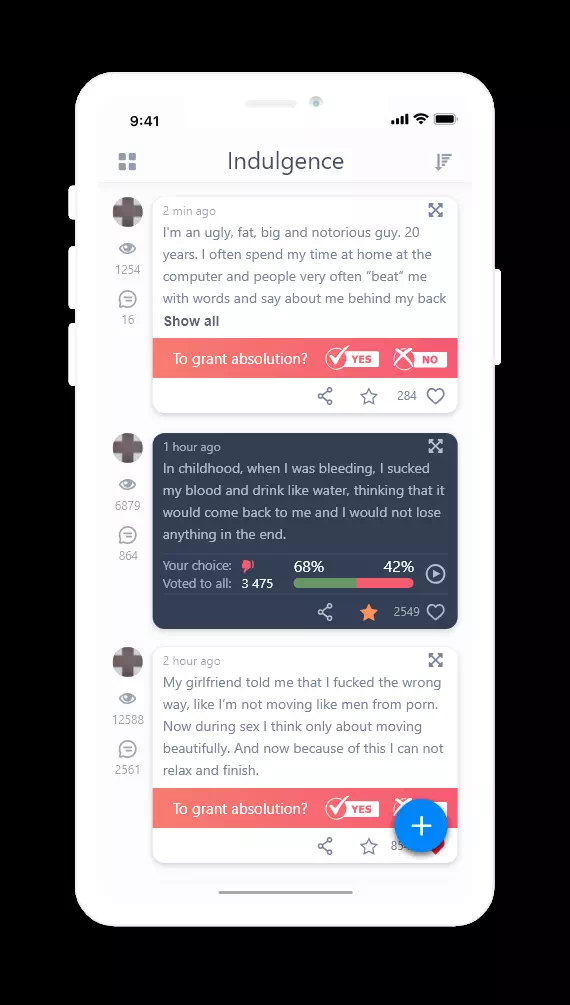 9:41
Indulgence
2 min ago
I'm an ugly, fat, big and notorious guy. 20
years. I often spend my time at home at the
computer and people very often “beat” me
with words and say about me behind my back
Show all
1254
16
To grant absolution? YES NO
284
1 hour ago
In childhood, when I was bleeding, I sucked
my blood and drink like water, thinking that it
would come back to me and I would not lose
anything in the end.
6879
864
Your choice: 68% 42%
Voted to all: 3 475
2549
2 hour ago
My girlfriend told me that I fucked the wrong
way, like I’m not moving like men from porn.
Now during sex I think only about moving
beautifully. And now because of this I can not
relax and finish.
12588
2561
To grant absolution? YES